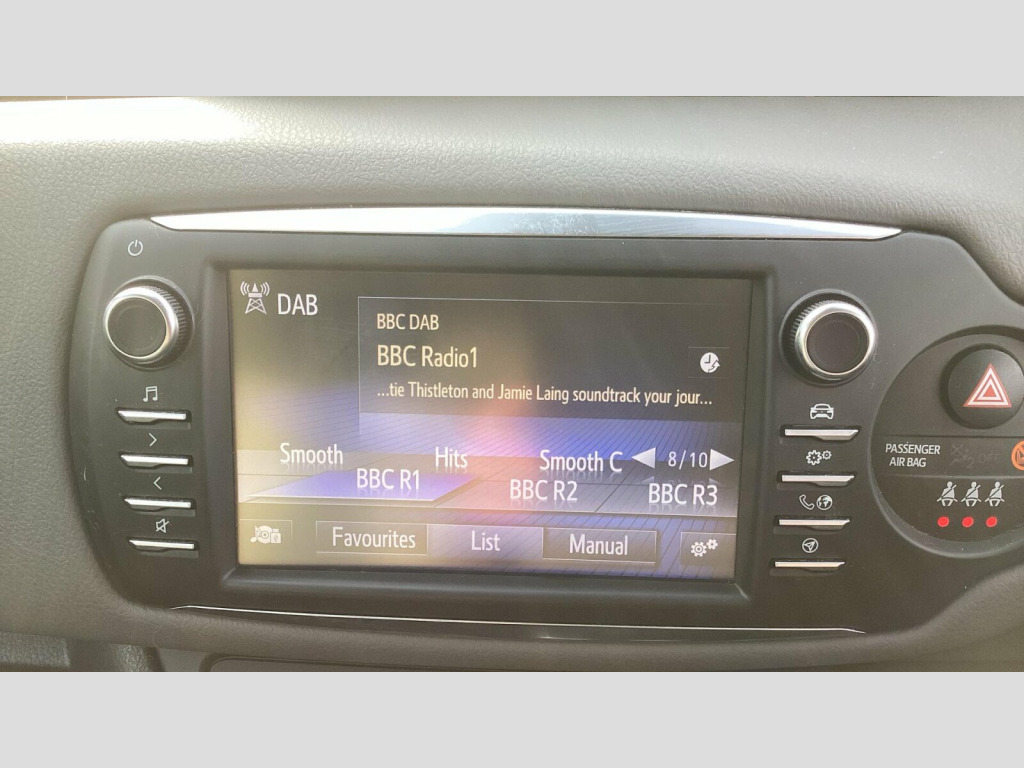 DAB
BBC DAB
BBC Radio1
...tie Thistleton and Jamie Laing soundtrack your jour...
Smooth Hits Smooth C 8/10
BBC R1 BBC R2 BBC R3
Favourites List Manual
PASSENGER
AIR BAG